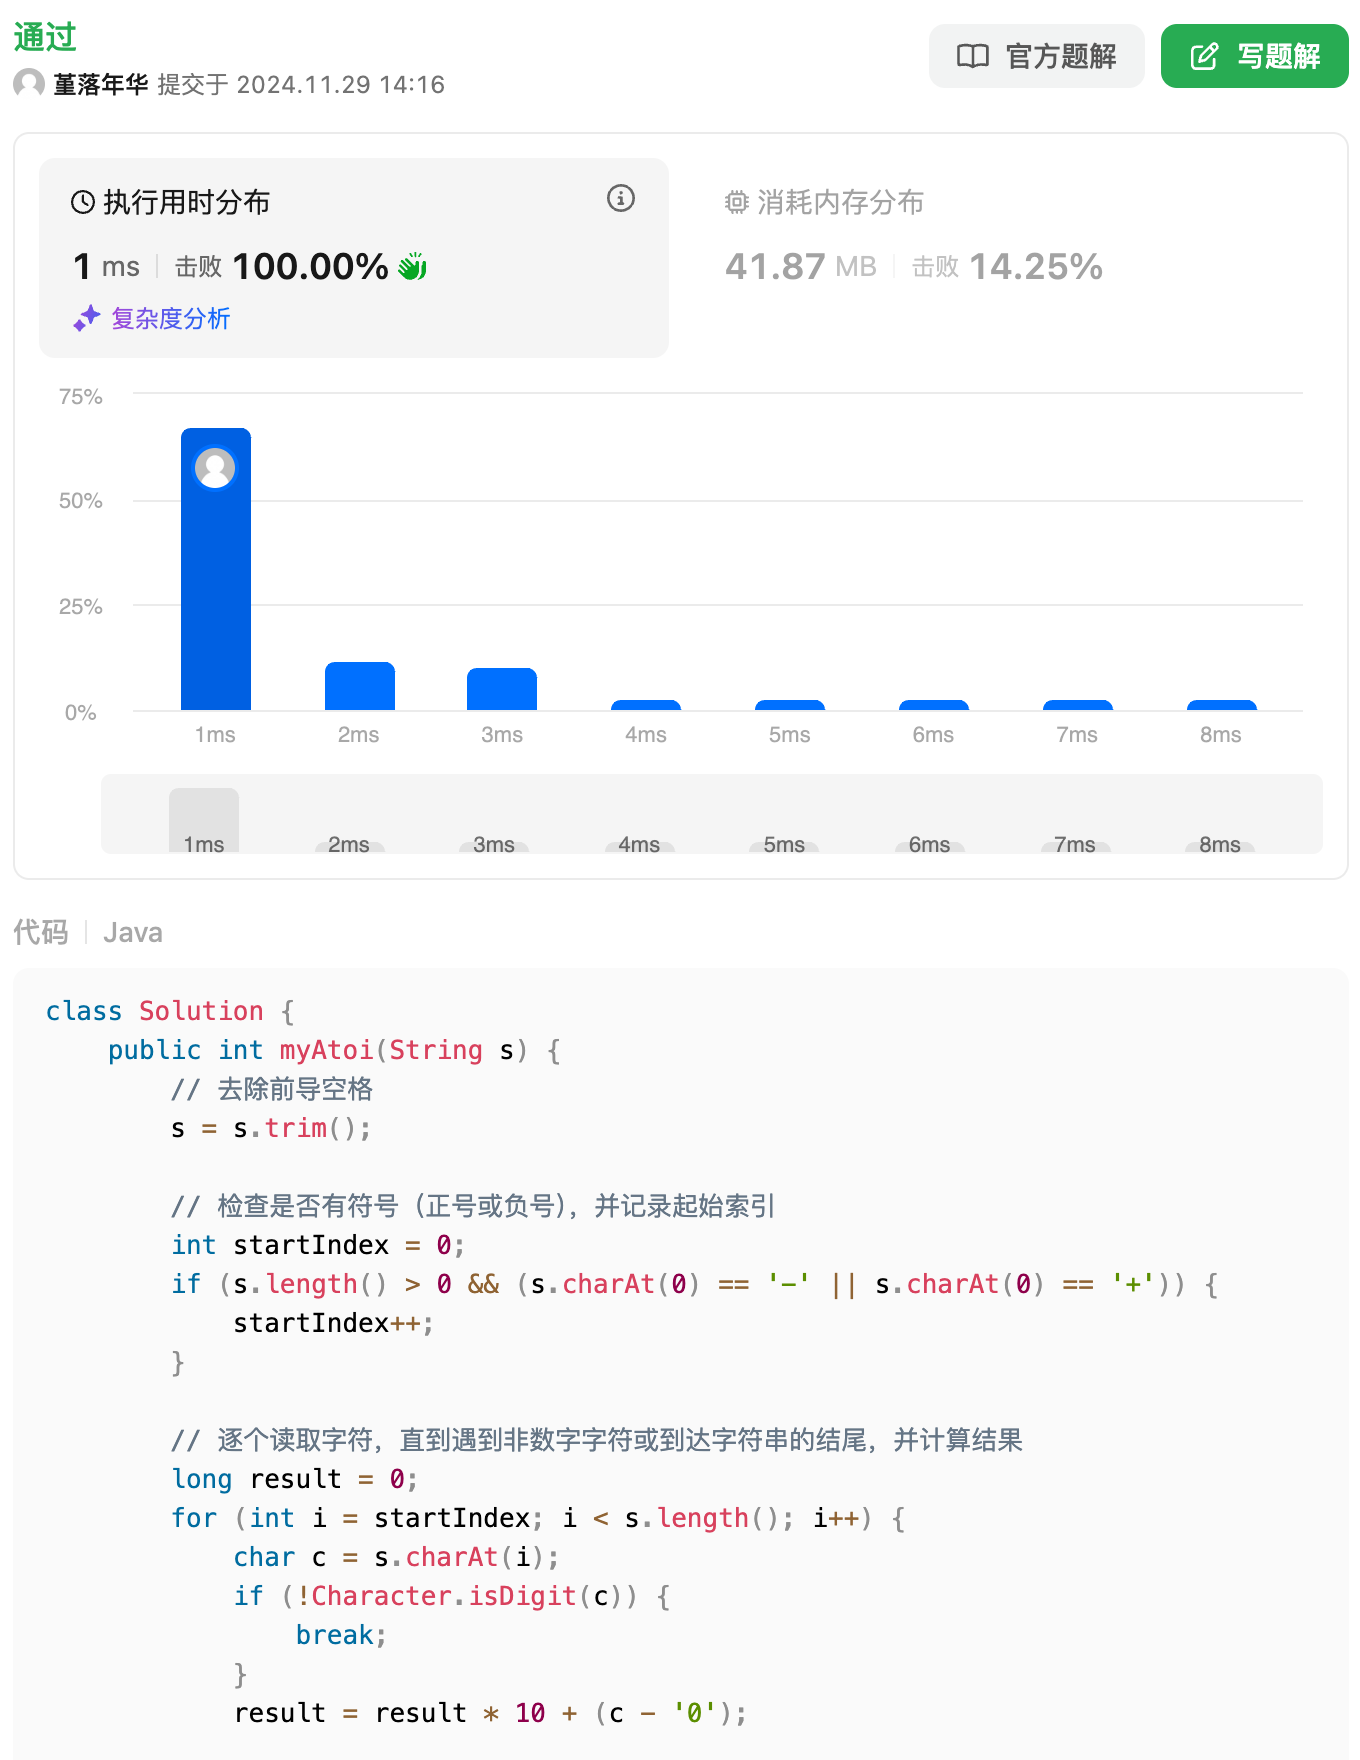 通过
官方题解
写题解
堇落年华 提交于 2024.11.29 14:16
执行用时分布
消耗内存分布
1 ms 击败 100.00%
41.87 MB 击败 14.25%
复杂度分析
75%
50%
25%
0%
1ms 2ms 3ms 4ms 5ms 6ms 7ms 8ms
1ms 2ms 3ms 4ms 5ms 6ms 7ms 8ms
代码 Java
class Solution {
    public int myAtoi(String s) {
        // 去除前导空格
        s = s.trim();
        // 检查是否有符号（正号或负号），并记录起始索引
        int startIndex = 0;
        if (s.length() > 0 && (s.charAt(0) == '-' || s.charAt(0) == '+')) {
            startIndex++;
        }
        // 逐个读取字符，直到遇到非数字字符或到达字符串的结尾，并计算结果
        long result = 0;
        for (int i = startIndex; i < s.length(); i++) {
            char c = s.charAt(i);
            if (!Character.isDigit(c)) {
                break;
            }
            result = result * 10 + (c - '0');